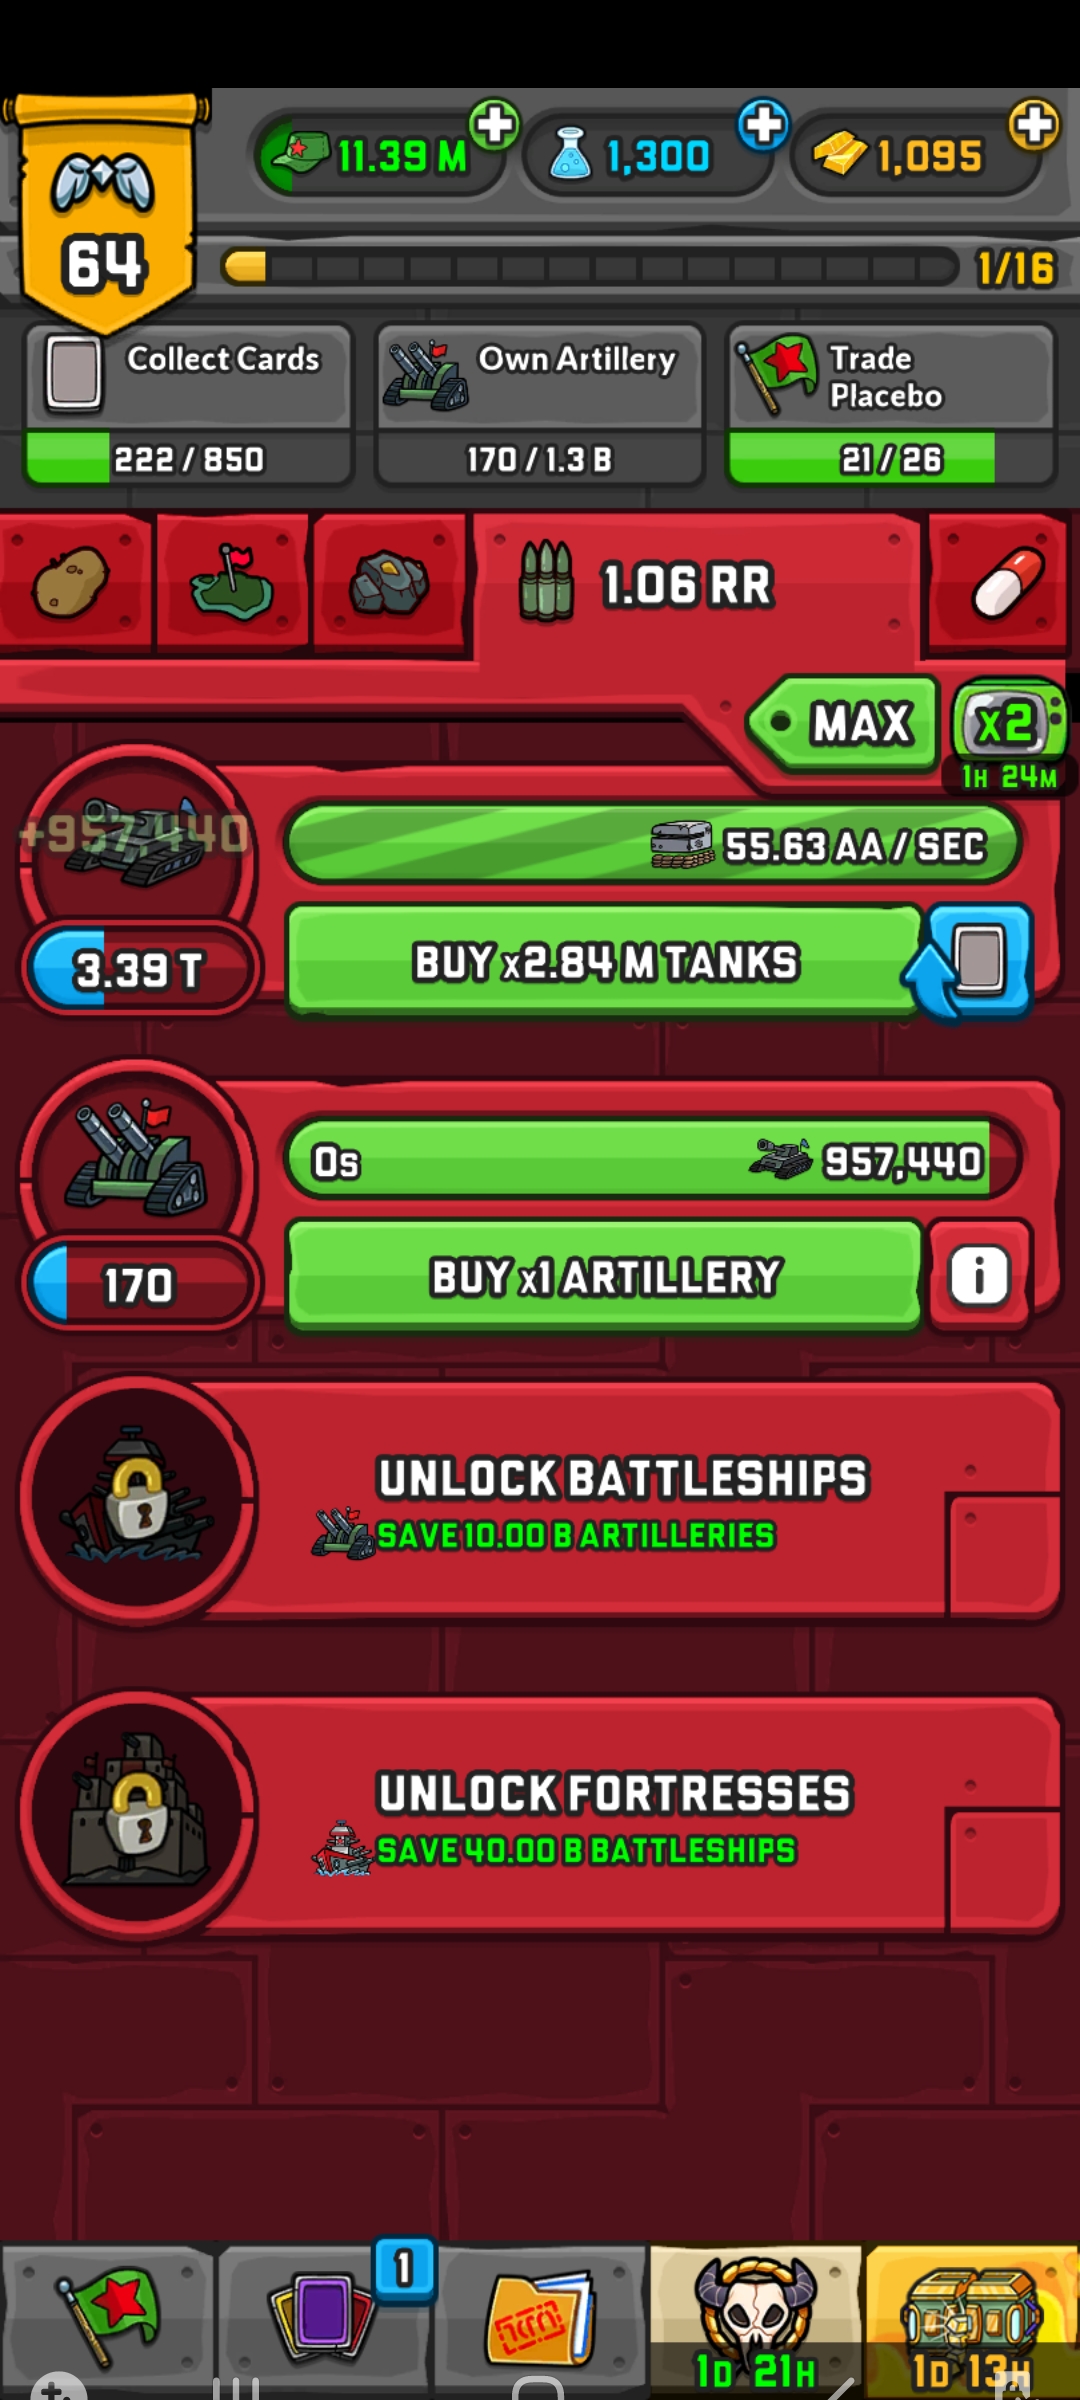 11.39 M
1,300
1,095
64
1/16
Collect Cards
222 / 850
Own Artillery
170 / 1.3 B
Trade
Placebo
21 / 26
1.06 RR
MAX
x2
1H 24M
+957,440
55.63 AA / SEC
3.39 T
BUY x2.84 M TANKS
0s
957,440
170
BUY x1 ARTILLERY
i
UNLOCK BATTLESHIPS
SAVE 10.00 B ARTILLERIES
UNLOCK FORTRESSES
SAVE 40.00 B BATTLESHIPS
1
1D 21H
1D 13H